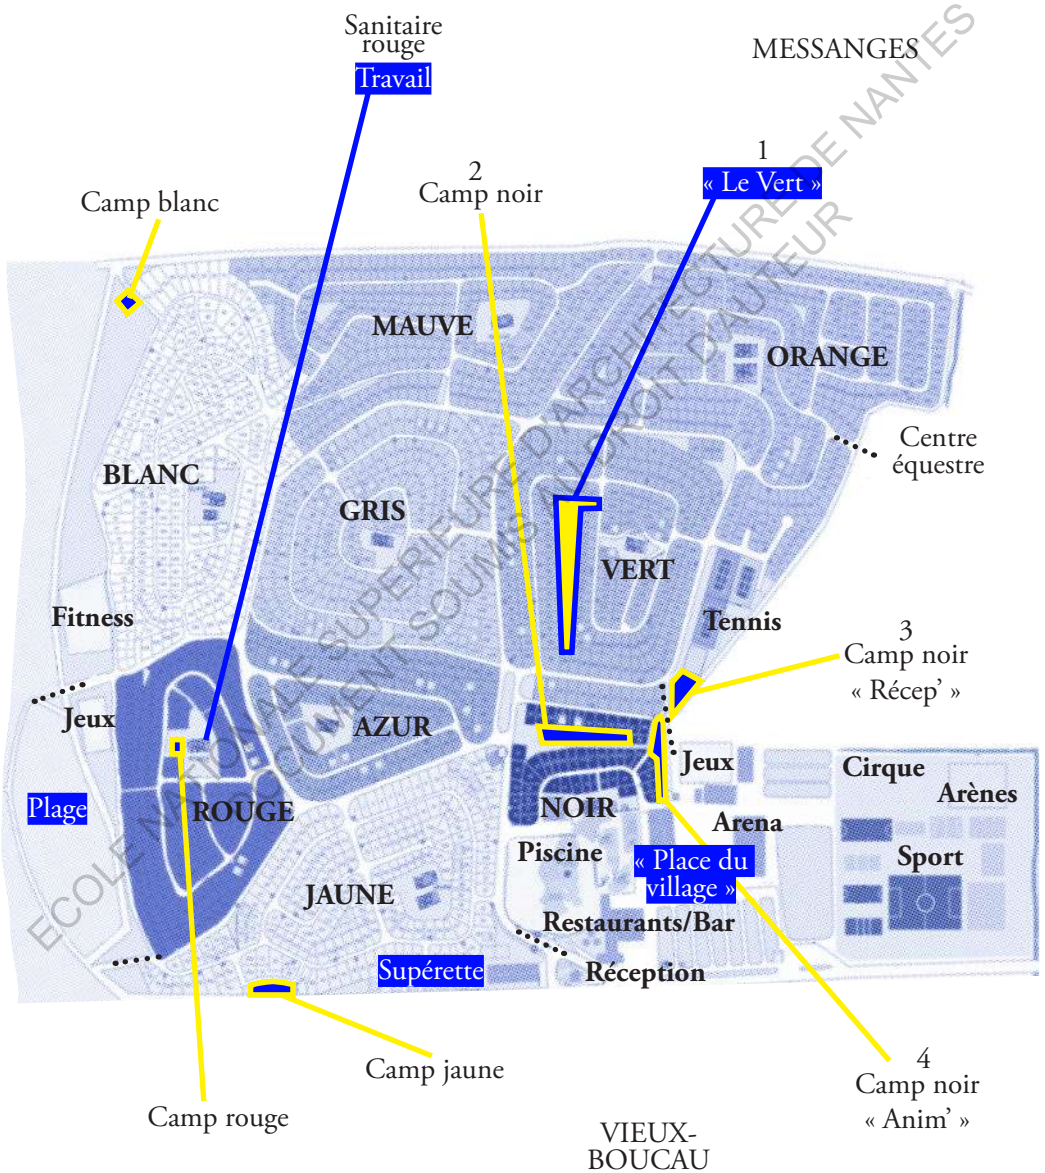 Sanitaire
rouge
Travail
MESSANGES
1
« Le Vert »
2
Camp noir
Camp blanc
MAUVE
ORANGE
Centre
équestre
BLANC
GRIS
VERT
Fitness
Tennis
3
Camp noir
« Récep' »
Jeux
AZUR
Jeux
Cirque
Arènes
Plage
ROUGE
NOIR
Arena
Piscine
« Place du
village »
Sport
JAUNE
Restaurants/Bar
Supérette
Réception
Camp jaune
4
Camp noir
« Anim' »
Camp rouge
VIEUX-
BOUCAU
ECOLE NATIONALE SUPERIEURE D'ARCHITECTURE DE NANTES
DOCUMENT SOUMIS AU DROIT D'AUTEUR